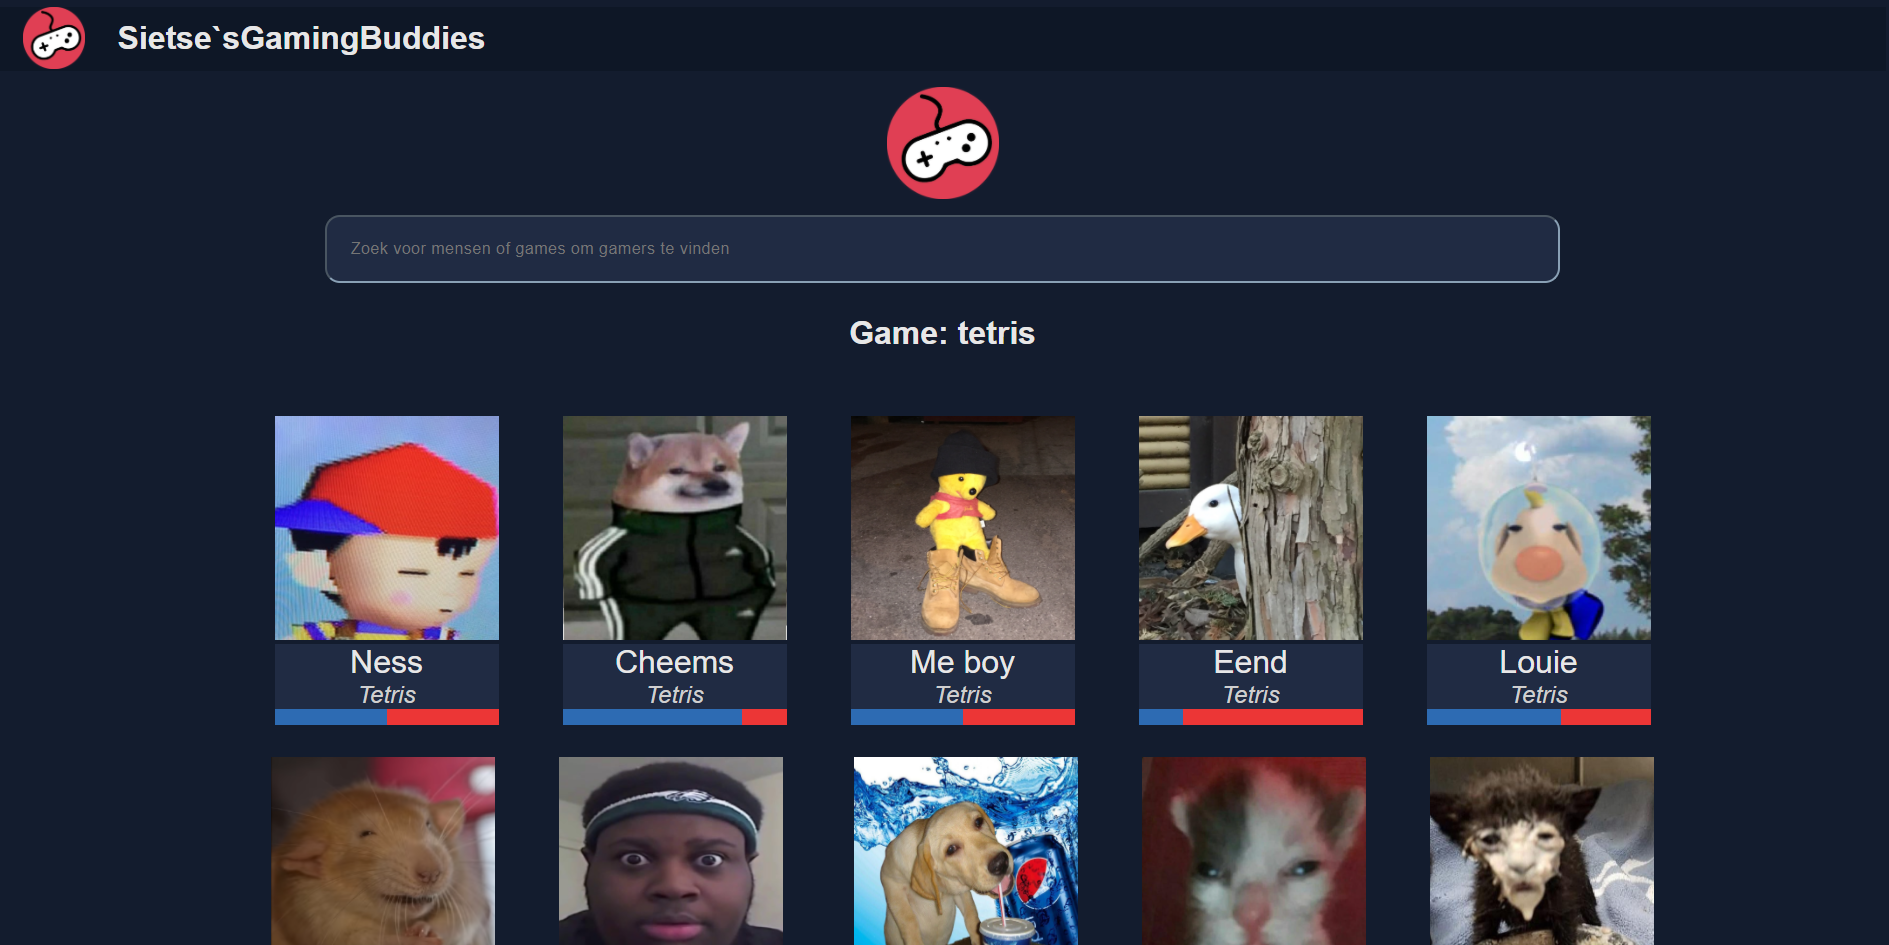 Sietse`sGamingBuddies
Zoek voor mensen of games om gamers te vinden
Game: tetris
Ness
Tetris
Cheems
Tetris
Me boy
Tetris
Eend
Tetris
Louie
Tetris